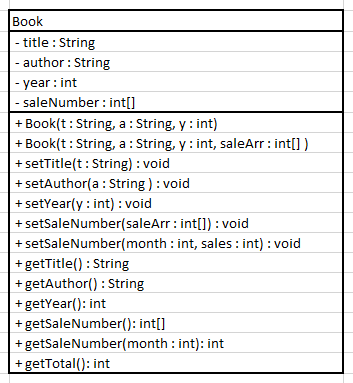 Book
- title : String
- author : String
- year : int
- saleNumber : int[]
+ Book(t : String, a : String, y : int)
+ Book(t : String, a : String, y : int, saleArr : int[] )
+ setTitle(t : String) : void
+ setAuthor(a : String ) : void
+ setYear(y : int) : void
+ setSaleNumber(saleArr : int[]) : void
+ setSaleNumber(month : int, sales : int) : void
+ getTitle() : String
+ getAuthor() : String
+ getYear(): int
+ getSaleNumber(): int[]
+ getSaleNumber(month : int): int
+ getTotal(): int